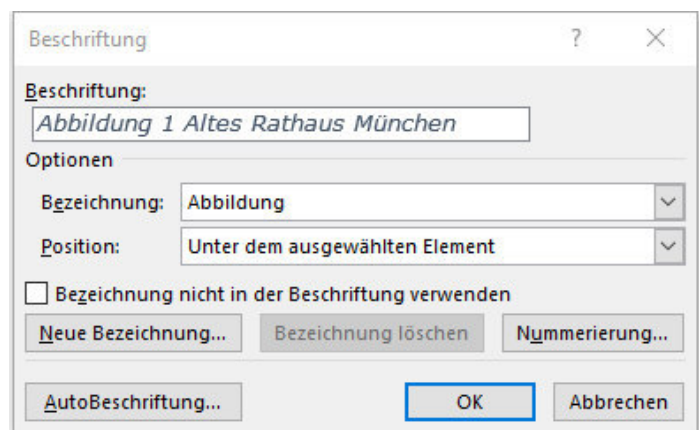 Beschriftung ?
Beschriftung:
Abbildung 1 Altes Rathaus München
Optionen
Bezeichnung: Abbildung
Position: Unter dem ausgewählten Element
Bezeichnung nicht in der Beschriftung verwenden
Neue Bezeichnung... Bezeichnung löschen Nummerierung...
AutoBeschriftung... OK Abbrechen